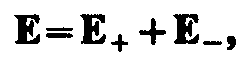 E = E₊ + E₋,